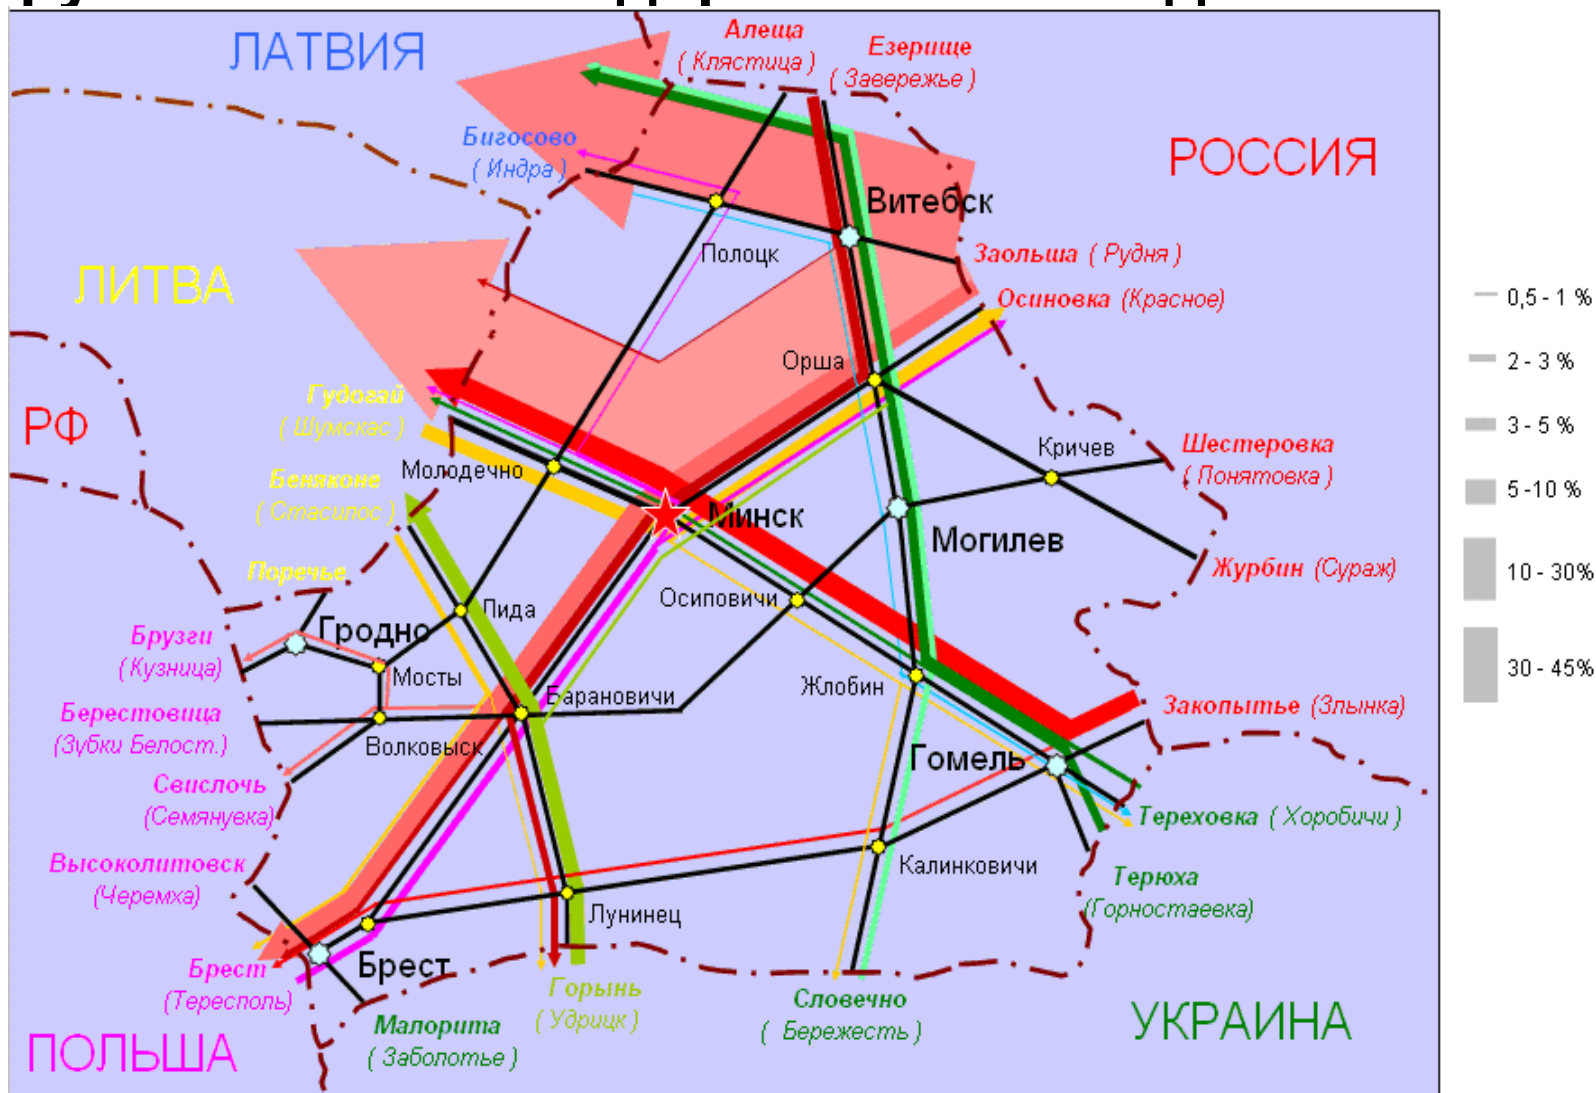 ЛАТВИЯ
Алеща
( Клястица )
Езерище
( Завережье )
РОССИЯ
Бигосово
( Индра )
Витебск
Полоцк
Заольша ( Рудня )
ЛИТВА
Осиновка (Красное)
0,5 - 1 %
2 - 3 %
Орша
Гудогай
( Шумскас )
РФ
3 - 5 %
Кричев
Шестеровка
( Понятовка )
Молодечно
Беняконе
( Стасилос )
5 -10 %
Минск
Могилев
Журбин (Сураж)
10 - 30%
Поречье
Пида
Осиповичи
Гродно
Брузги
( Кузница)
Мосты
30 - 45%
Жлобин
Барановичи
Берестовица
(Зубки Белост.)
Волковыск
Закопытье (Злынка)
Гомель
Свислочь
(Семянувка)
Тереховка ( Хоробичи )
Высоколитовск
(Черемха)
Калинковичи
Терюха
(Горностаевка)
Лунинец
Брест
(Тересполь)
Брест
Горынь
( Удрицк )
Словечно
( Бережесть )
Малорита
( Заболотье )
ПОЛЬША
УКРАИНА